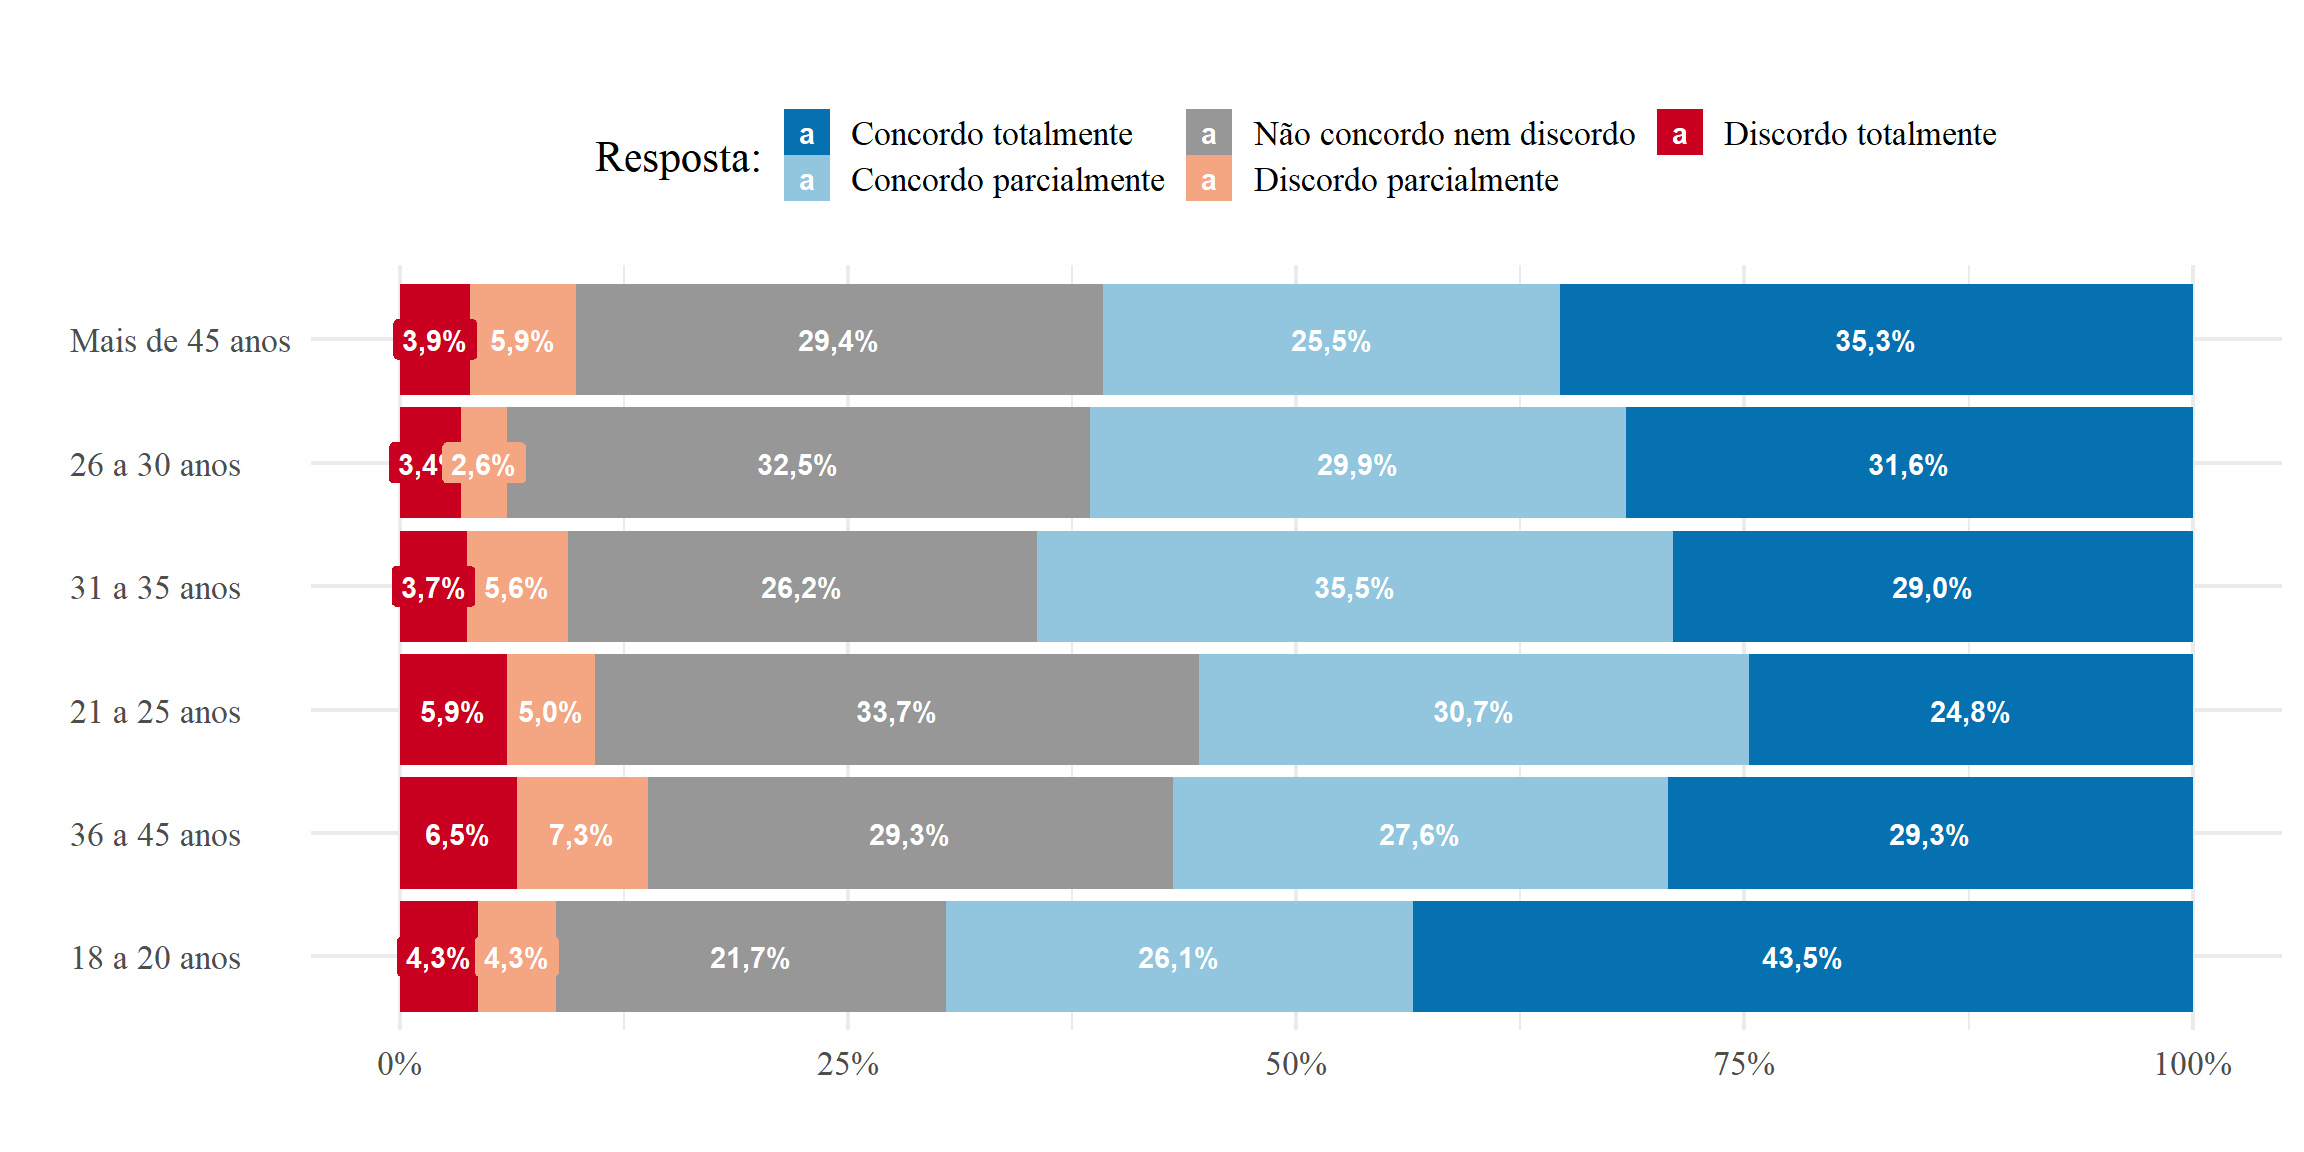 Resposta:
a Concordo totalmente a Não concordo nem discordo a Discordo totalmente
a Concordo parcialmente a Discordo parcialmente
Mais de 45 anos 3,9% 5,9% 29,4% 25,5% 35,3%
26 a 30 anos 3,4 2,6% 32,5% 29,9% 31,6%
31 a 35 anos 3,7% 5,6% 26,2% 35,5% 29,0%
21 a 25 anos 5,9% 5,0% 33,7% 30,7% 24,8%
36 a 45 anos 6,5% 7,3% 29,3% 27,6% 29,3%
18 a 20 anos 4,3% 4,3% 21,7% 26,1% 43,5%
0% 25% 50% 75% 100%